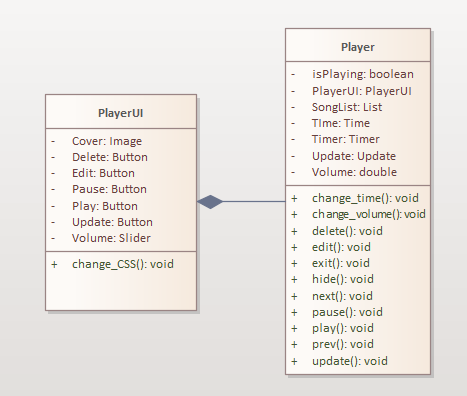 PlayerUI
- Cover: Image
- Delete: Button
- Edit: Button
- Pause: Button
- Play: Button
- Update: Button
- Volume: Slider
+ change_CSS(): void
Player
- isPlaying: boolean
- PlayerUI: PlayerUI
- SongList: List
- TIme: Time
- Timer: Timer
- Update: Update
- Volume: double
+ change_time(): void
+ change_volume(): void
+ delete(): void
+ edit(): void
+ exit(): void
+ hide(): void
+ next(): void
+ pause(): void
+ play(): void
+ prev(): void
+ update(): void